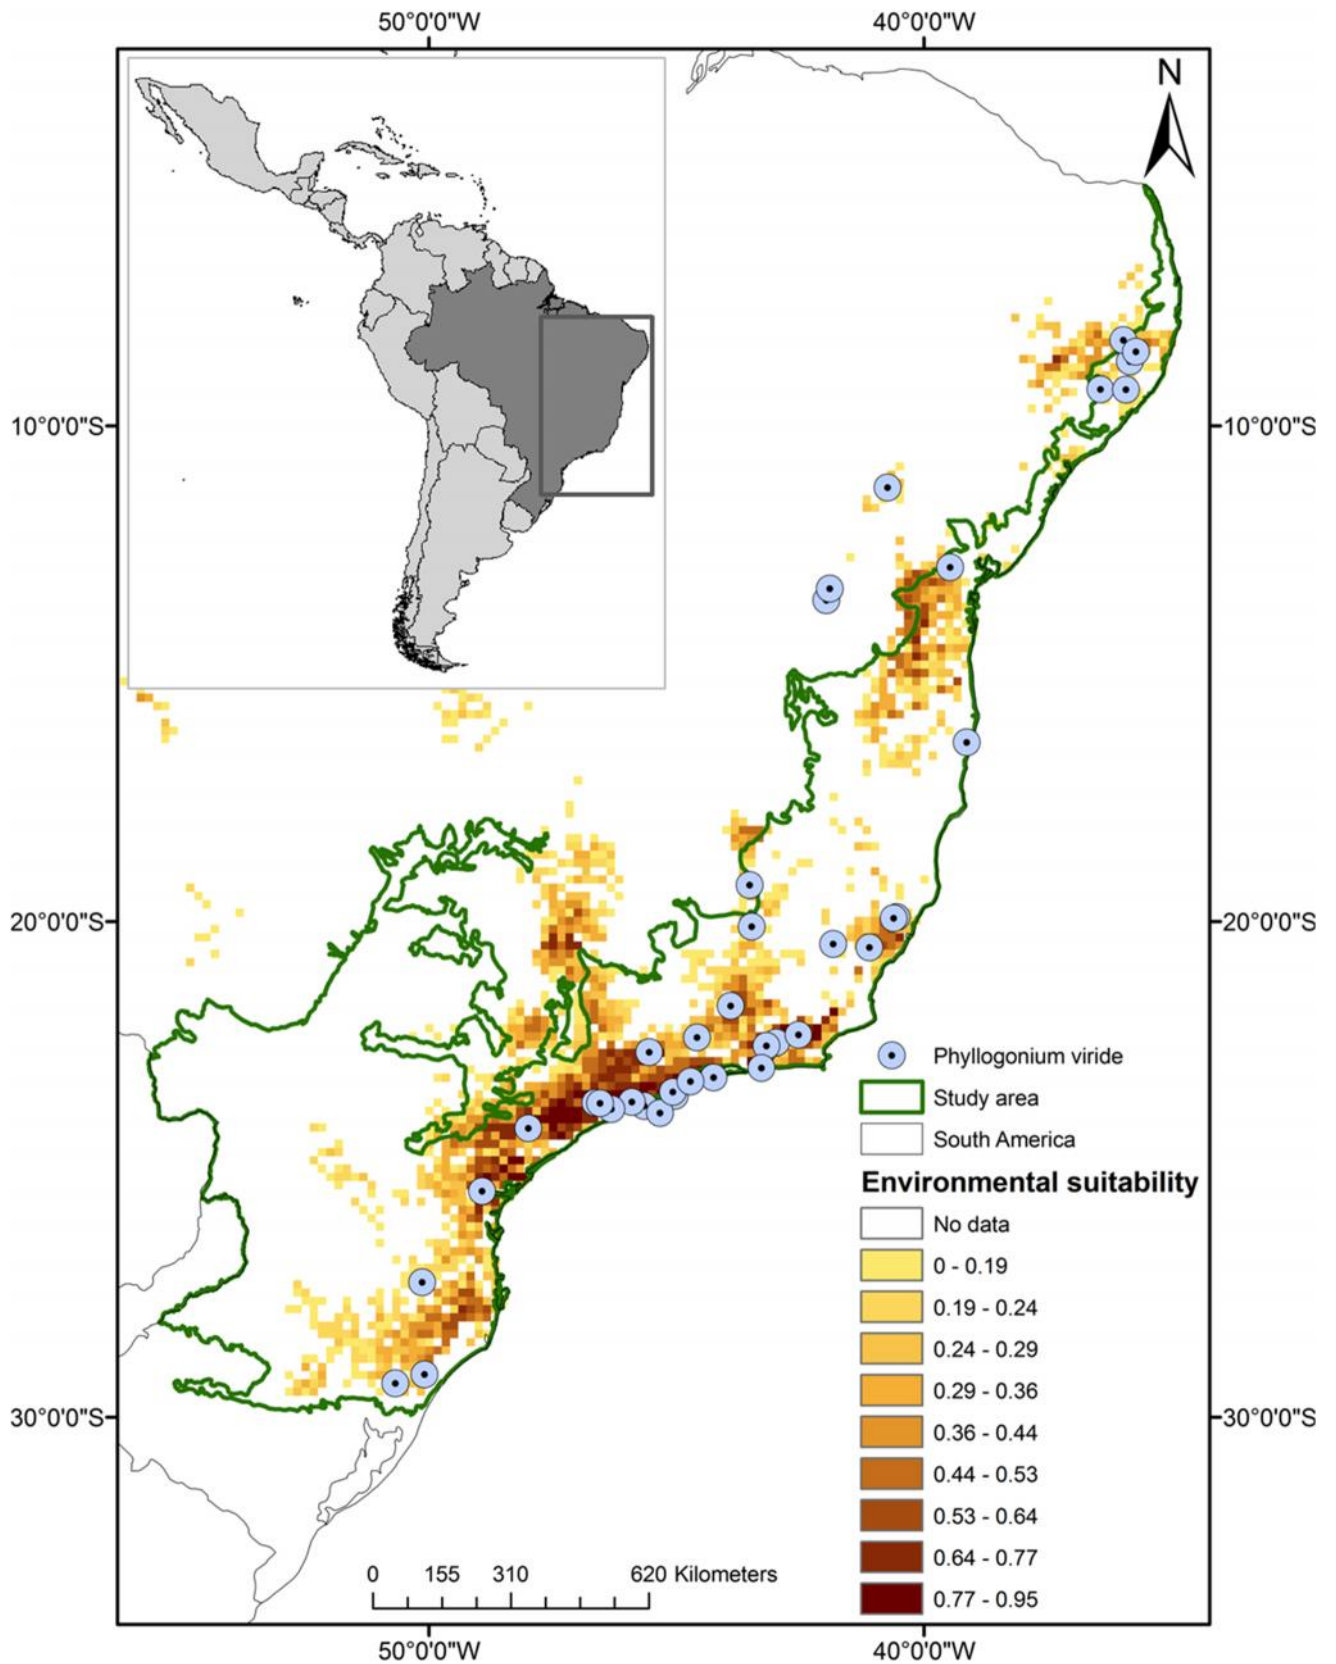 50°0'0"W 40°0'0"W
N
10°0'0"S 10°0'0"S
20°0'0"S 20°0'0"S
Phyllogonium viride
Study area
South America
Environmental suitability
No data
0 - 0.19
0.19 - 0.24
0.24 - 0.29
0.29 - 0.36
30°0'0"S 30°0'0"S
0.36 - 0.44
0.44 - 0.53
0.53 - 0.64
0.64 - 0.77
0 155 310 620 Kilometers
0.77 - 0.95
50°0'0"W 40°0'0"W